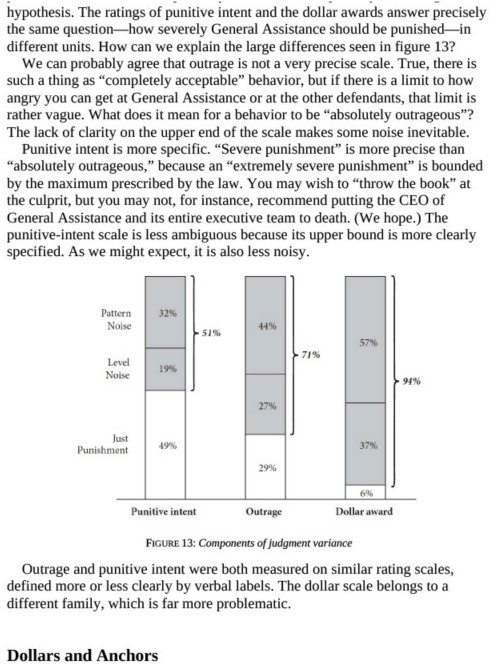 hypothesis. The ratings of punitive intent and the dollar awards answer precisely
the same question—how severely General Assistance should be punished—in
different units. How can we explain the large differences seen in figure 13?
We can probably agree that outrage is not a very precise scale. True, there is
such a thing as “completely acceptable” behavior, but if there is a limit to how
angry you can get at General Assistance or at the other defendants, that limit is
rather vague. What does it mean for a behavior to be “absolutely outrageous”?
The lack of clarity on the upper end of the scale makes some noise inevitable.
Punitive intent is more specific. “Severe punishment” is more precise than
“absolutely outrageous,” because an “extremely severe punishment” is bounded
by the maximum prescribed by the law. You may wish to “throw the book” at
the culprit, but you may not, for instance, recommend putting the CEO of
General Assistance and its entire executive team to death. (We hope.) The
punitive-intent scale is less ambiguous because its upper bound is more clearly
specified. As we might expect, it is also less noisy.
Pattern
Noise
32%
51%
Level
Noise
19%
Just
Punishment
49%
44%
71%
27%
29%
57%
94%
37%
6%
Punitive intent Outrage Dollar award
FIGURE 13: Components of judgment variance
Outrage and punitive intent were both measured on similar rating scales,
defined more or less clearly by verbal labels. The dollar scale belongs to a
different family, which is far more problematic.
Dollars and Anchors